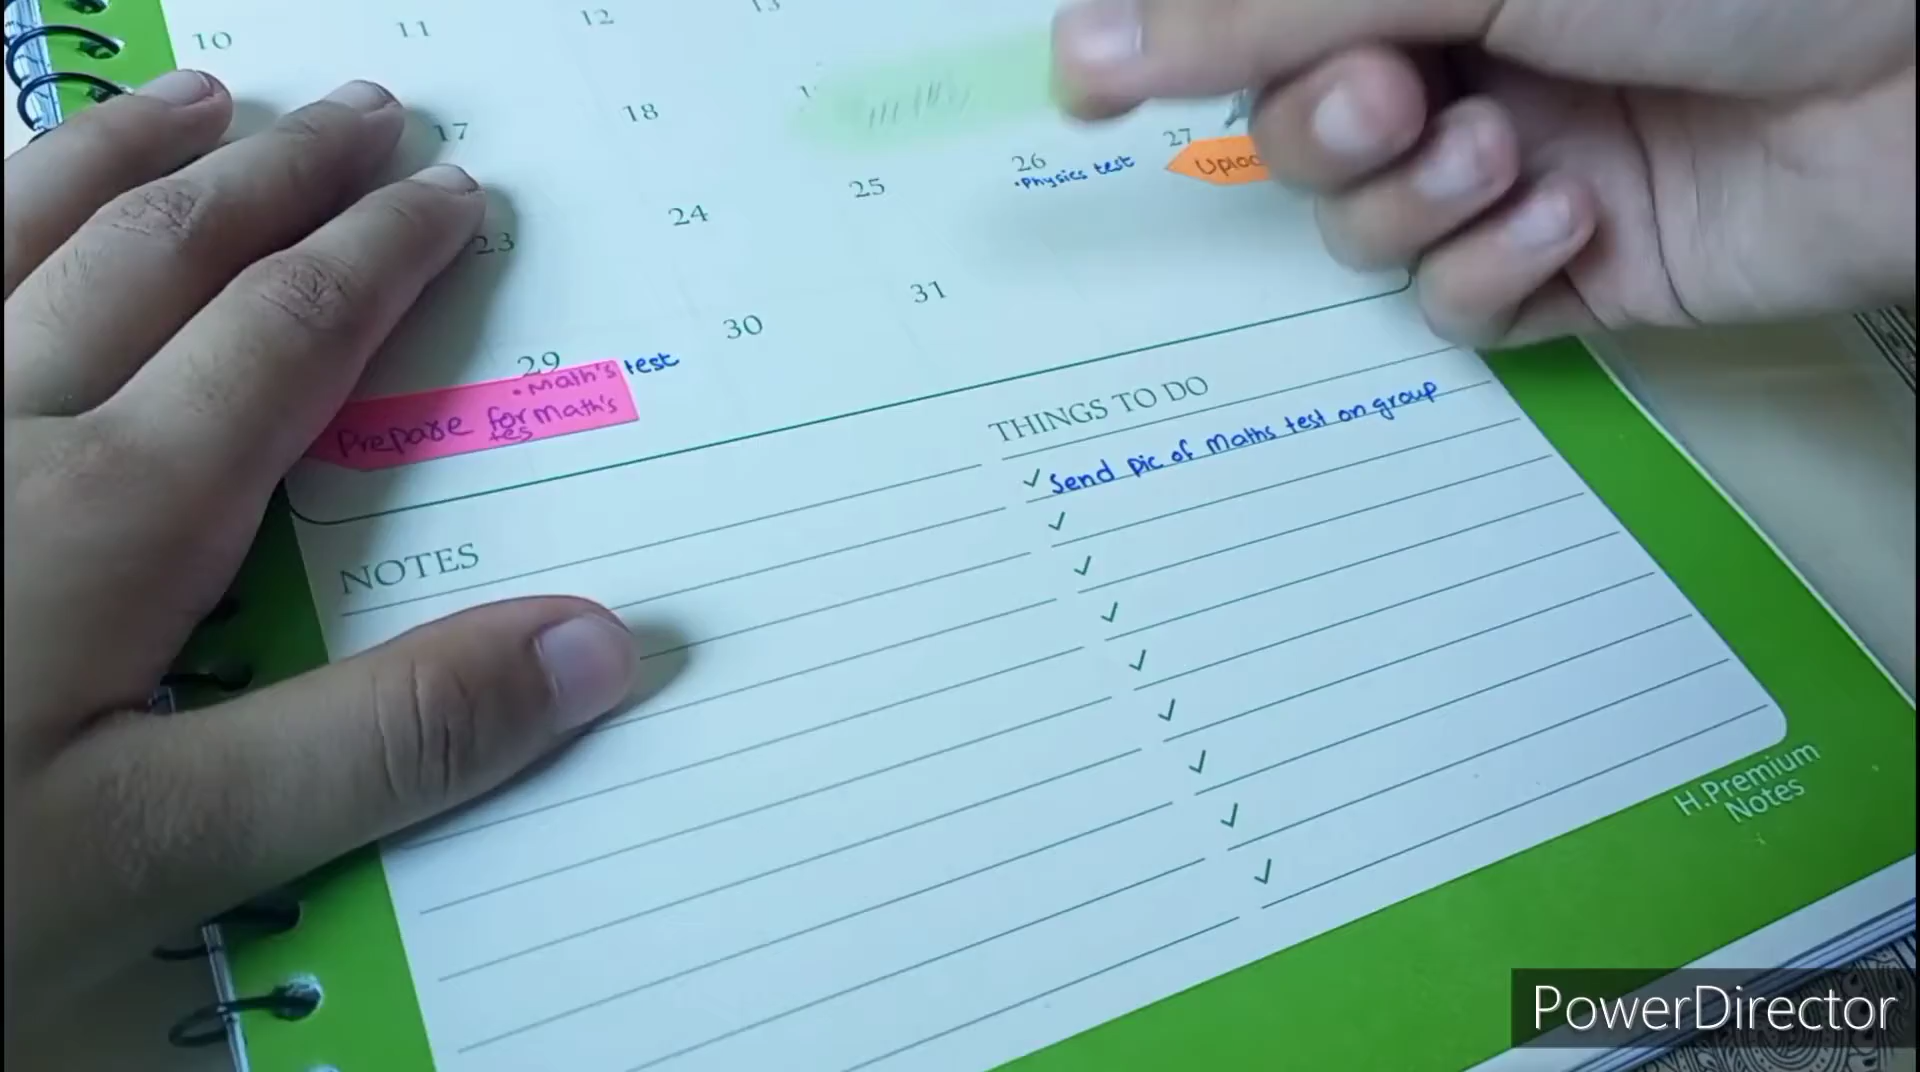 10 11 12 13
17 18
23 24 25 26 27
• Physics test
29 30 31
• Math's test
Prepare for Math's
tes
THINGS TO DO
✓ Send pic of Maths test on group
✓
✓
✓
✓
✓
✓
✓
✓
NOTES
H.Premium
Notes
PowerDirector